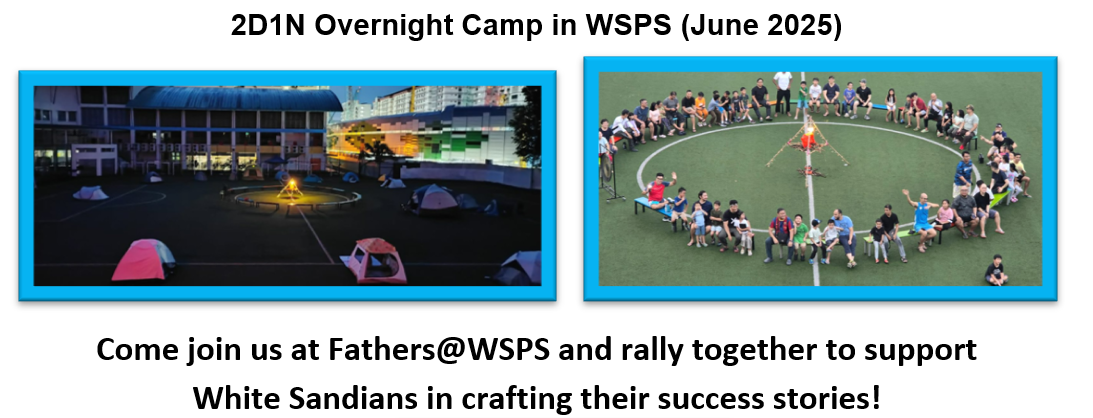 2D1N Overnight Camp in WSPS (June 2025)
Come join us at Fathers@WSPS and rally together to support
White Sandians in crafting their success stories!